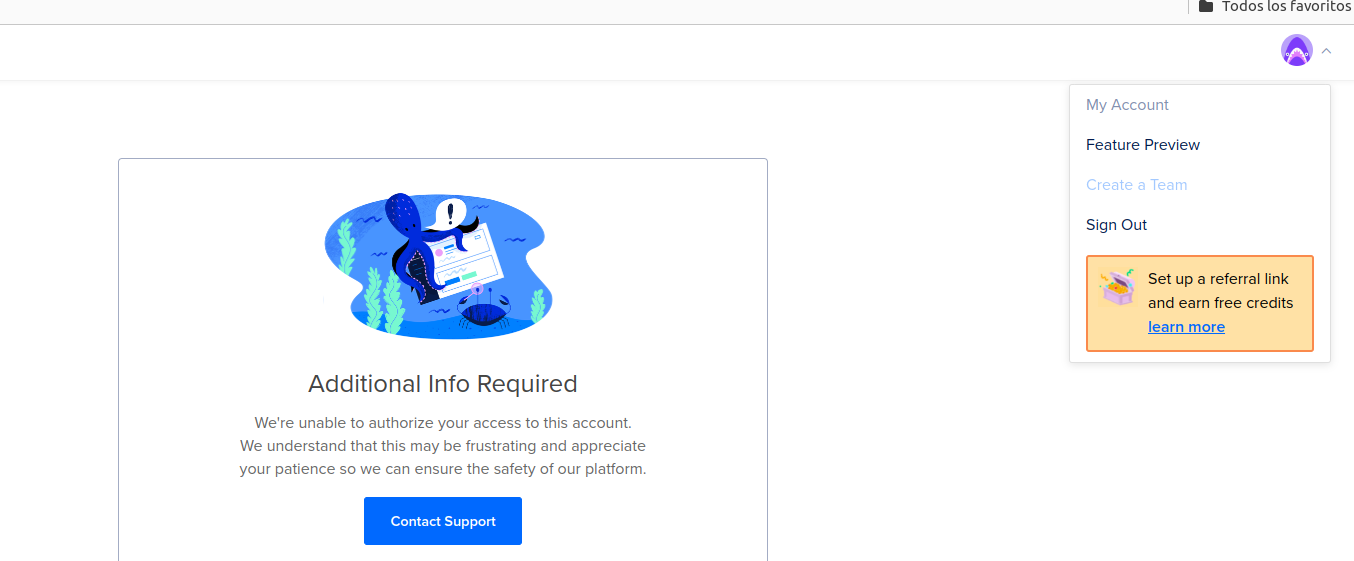 Todos los favoritos
My Account
Feature Preview
Create a Team
Sign Out
Set up a referral link
and earn free credits
learn more
!
Additional Info Required
We're unable to authorize your access to this account.
We understand that this may be frustrating and appreciate
your patience so we can ensure the safety of our platform.
Contact Support